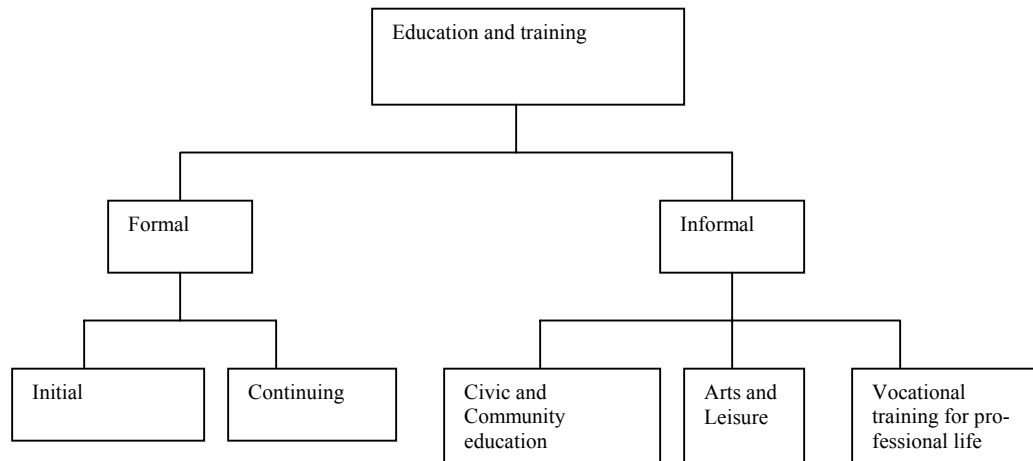 Education and training
Formal
Informal
Initial
Continuing
Civic and
Community
education
Arts and
Leisure
Vocational
training for pro-
fessional life